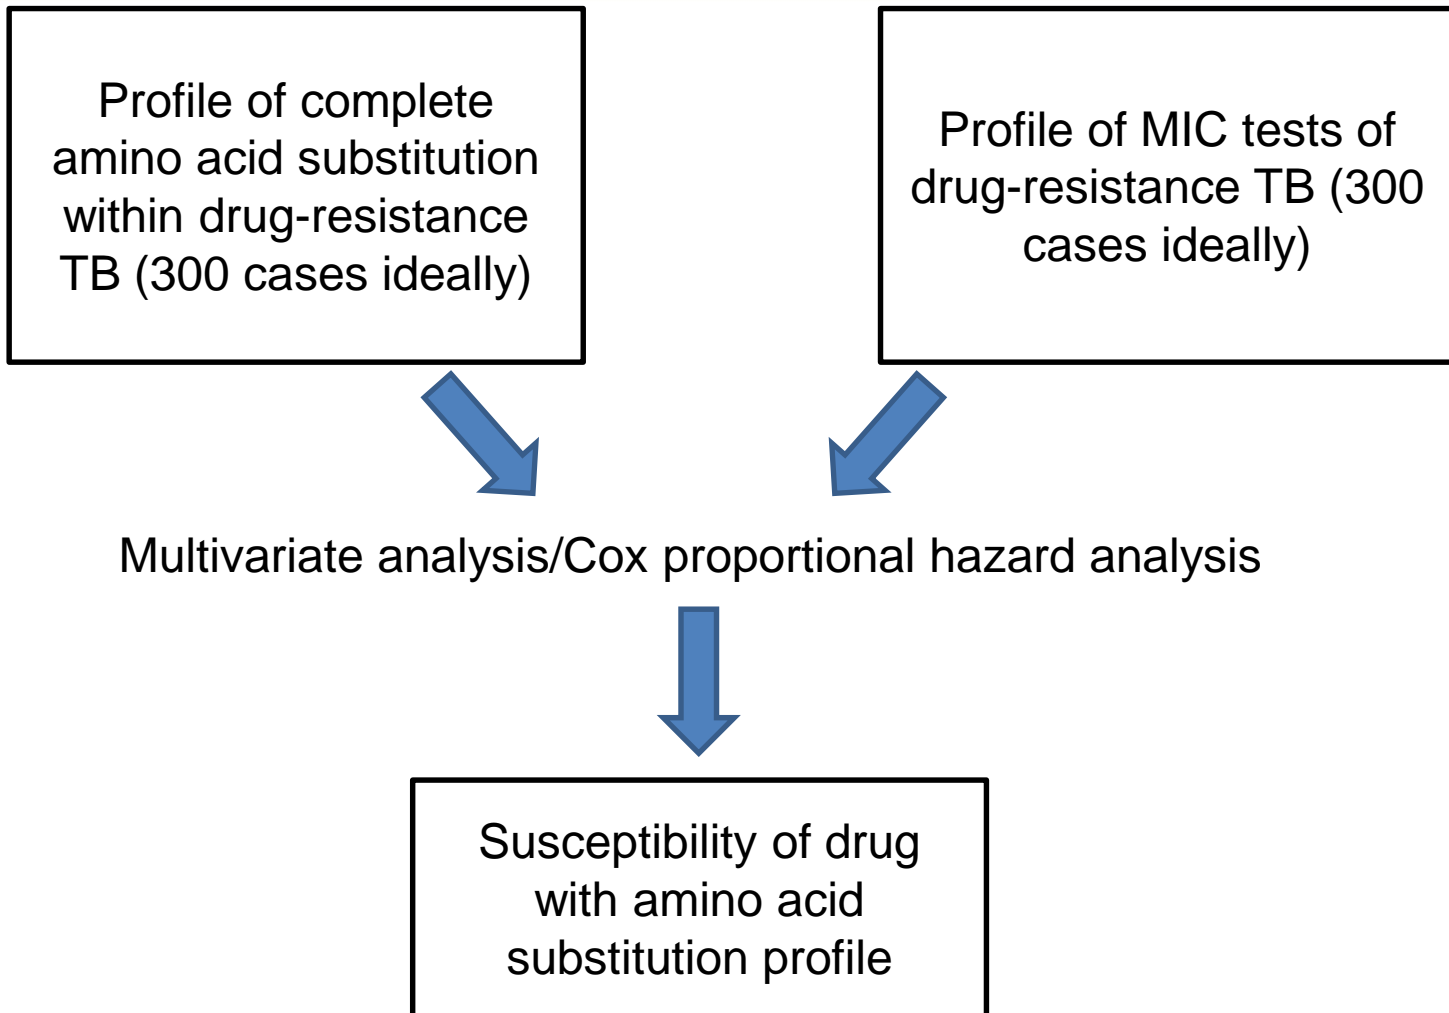 Profile of complete
amino acid substitution
within drug-resistance
TB (300 cases ideally)
Profile of MIC tests of
drug-resistance TB (300
cases ideally)
Multivariate analysis/Cox proportional hazard analysis
Susceptibility of drug
with amino acid
substitution profile